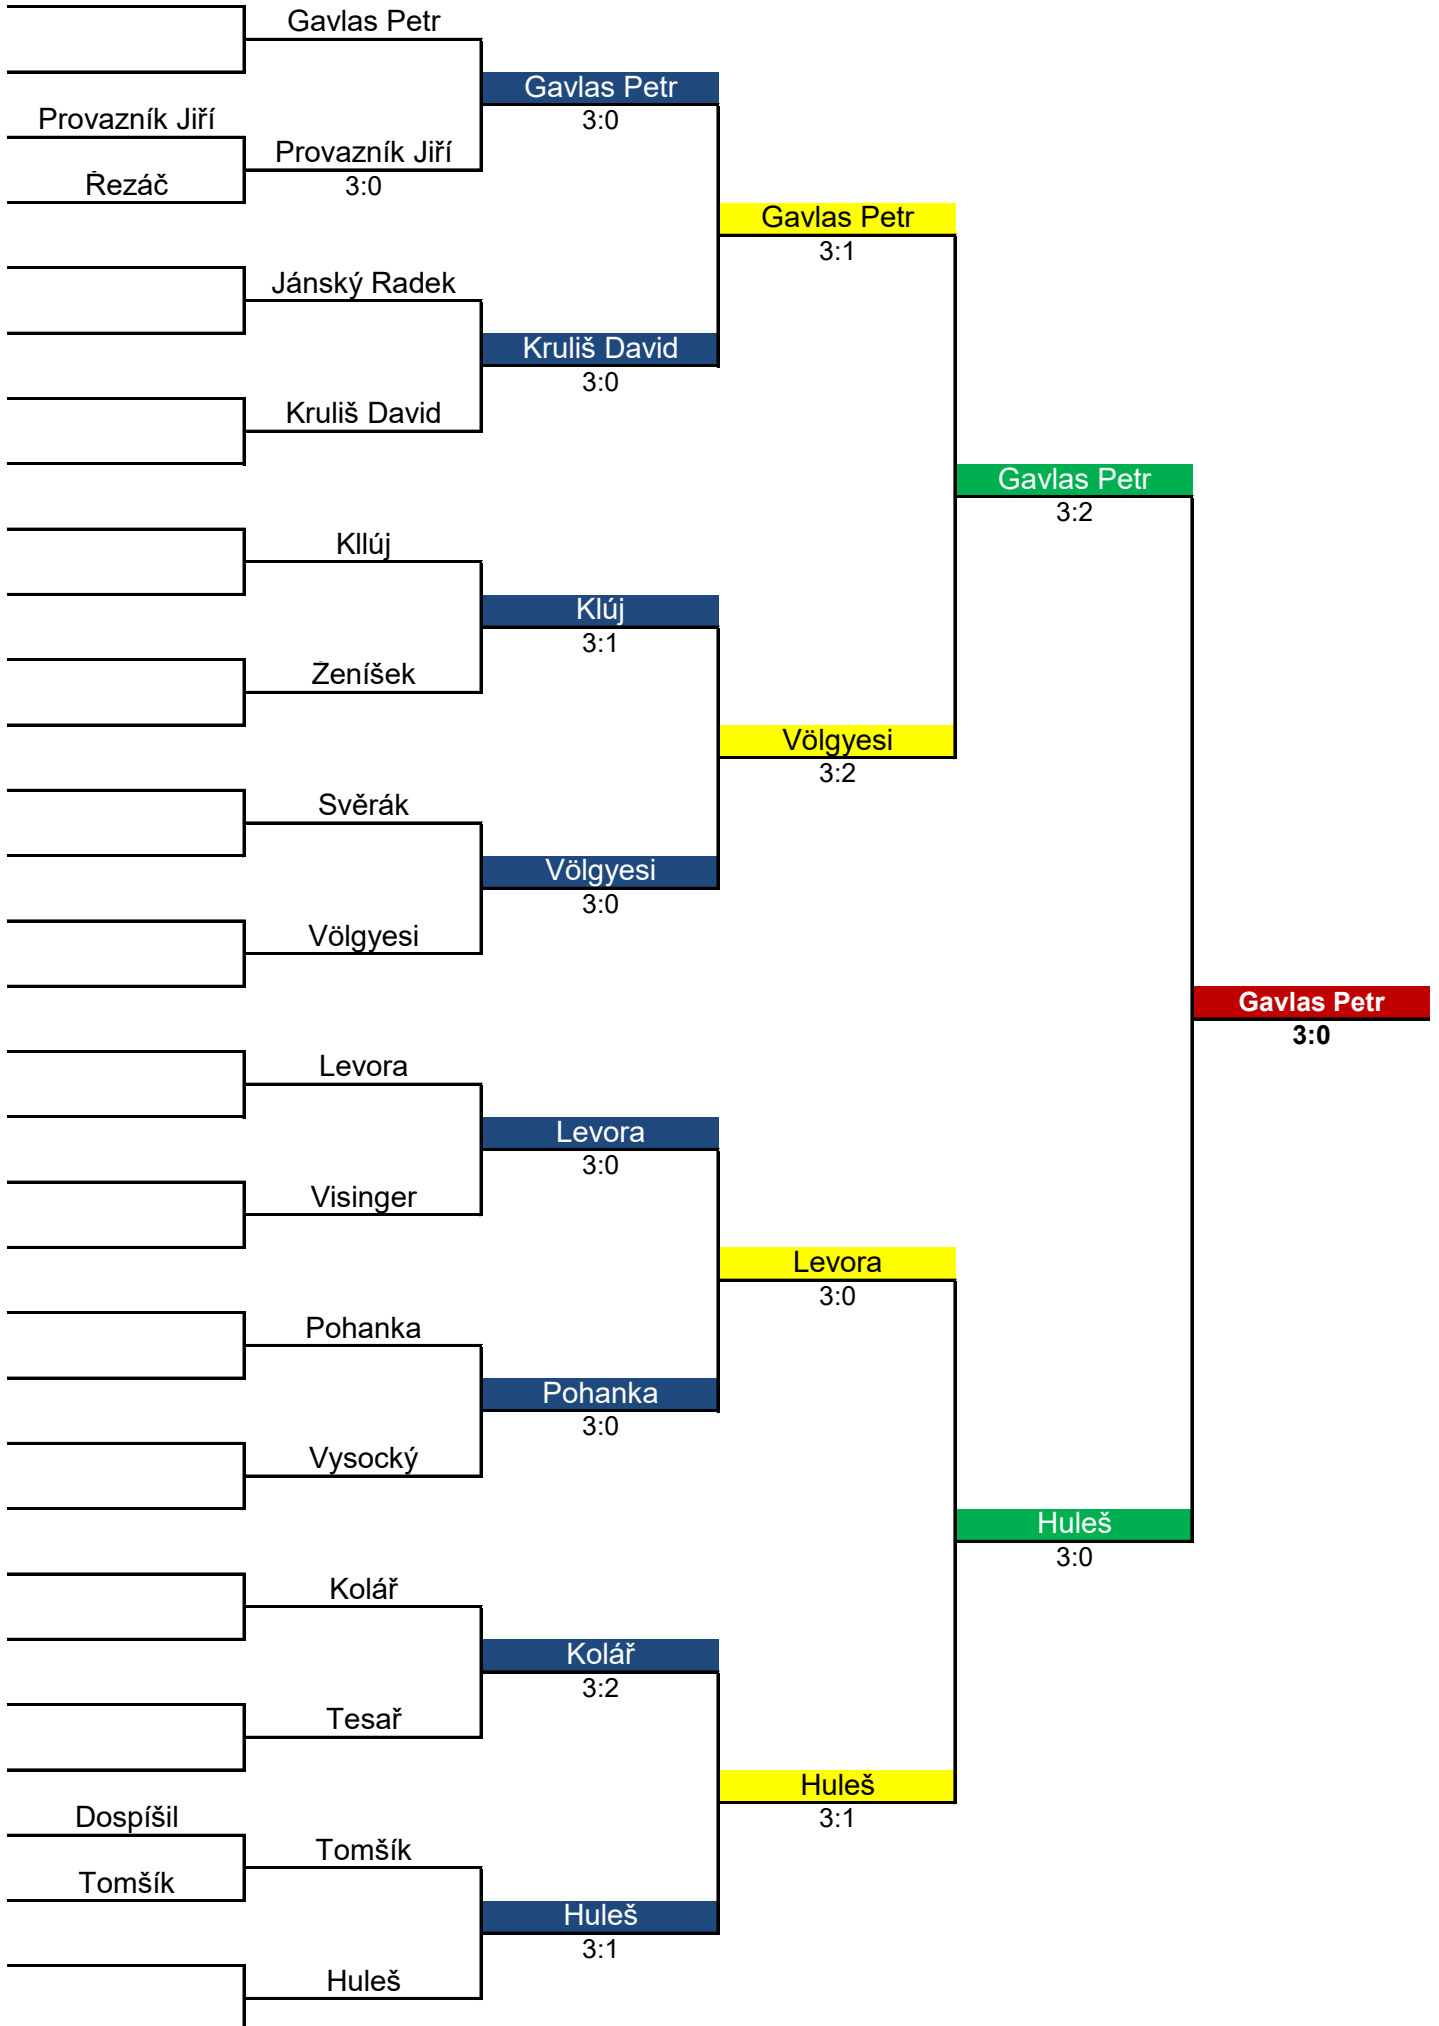 Gavlas Petr
Gavlas Petr
Provazník Jiří
3:0
Provazník Jiří
Řezáč
3:0
Gavlas Petr
3:1
Jánský Radek
Kruliš David
3:0
Kruliš David
Gavlas Petr
3:2
Kllúj
Klúj
3:1
Ženíšek
Völgyesi
3:2
Svěrák
Völgyesi
3:0
Völgyesi
Gavlas Petr
3:0
Levora
Levora
3:0
Visinger
Levora
3:0
Pohanka
Pohanka
3:0
Vysocký
Huleš
3:0
Kolář
Kolář
3:2
Tesař
Huleš
3:1
Dospíšil
Tomšík
Tomšík
Huleš
3:1
Huleš